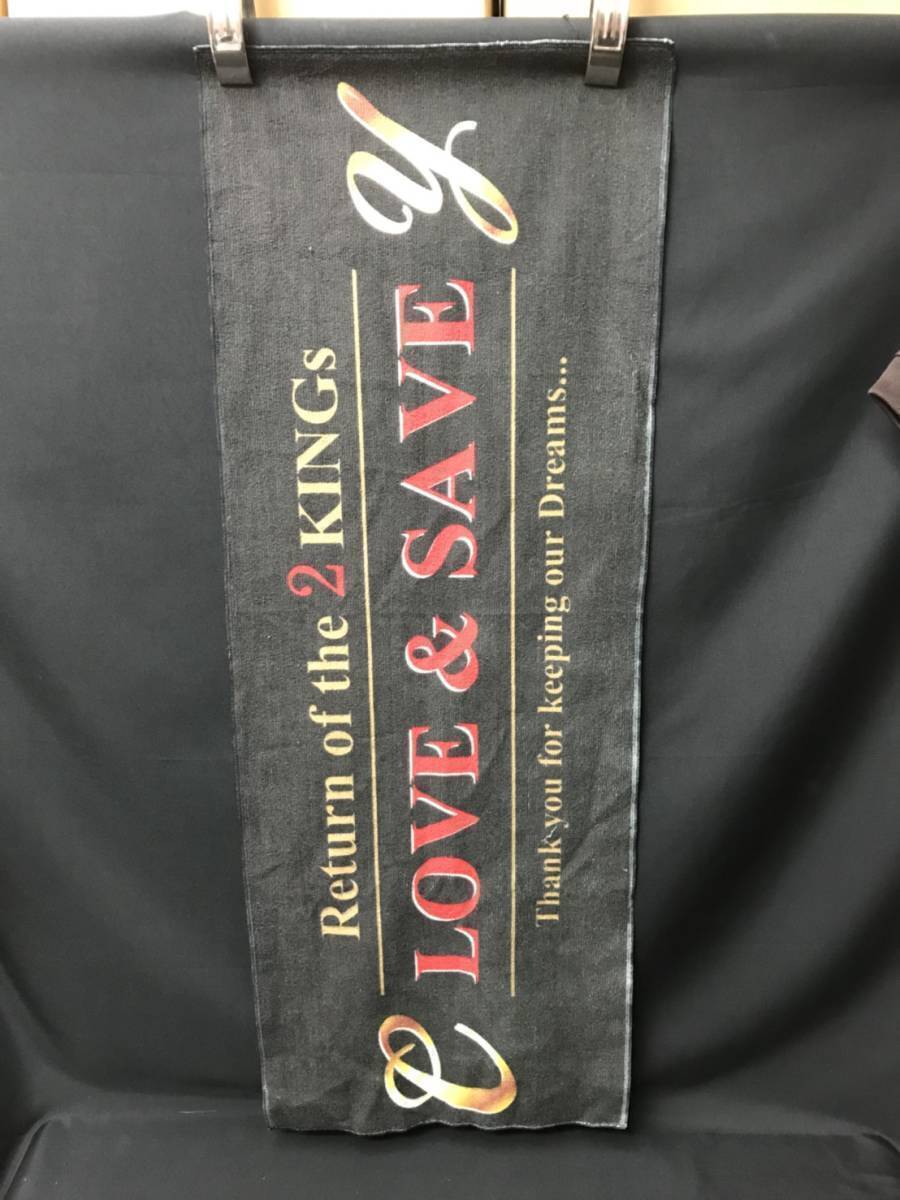 Return of the 2 KINGs
C LOVE & SAVE Y
Thank you for keeping our Dreams...